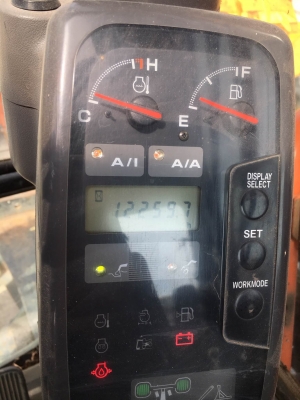 H F
C E
A/I A/A
DISPLAY
SELECT
12259.7
SET
WORKMODE